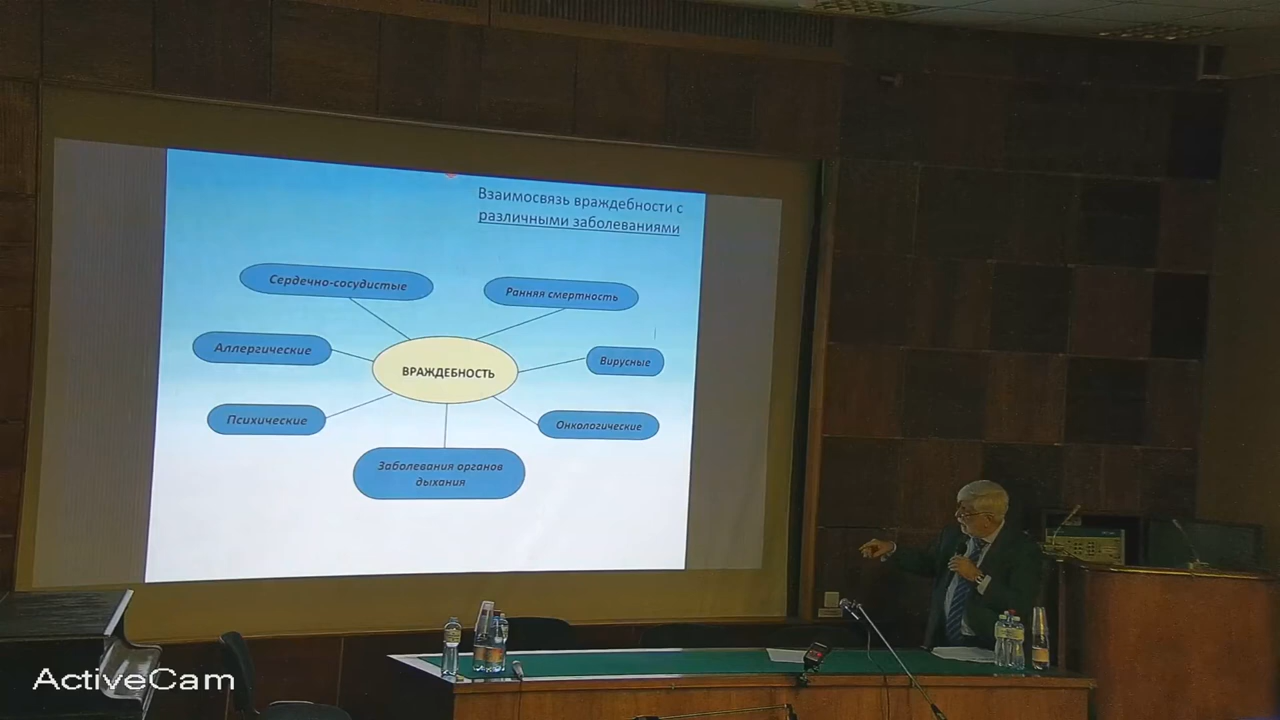 Взаимосвязь враждебности с
различными заболеваниями
Сердечно-сосудистые
Ранняя смертность
Аллергические
Вирусные
ВРАЖДЕБНОСТЬ
Психические
Онкологические
Заболевания органов
дыхания
ActiveCam